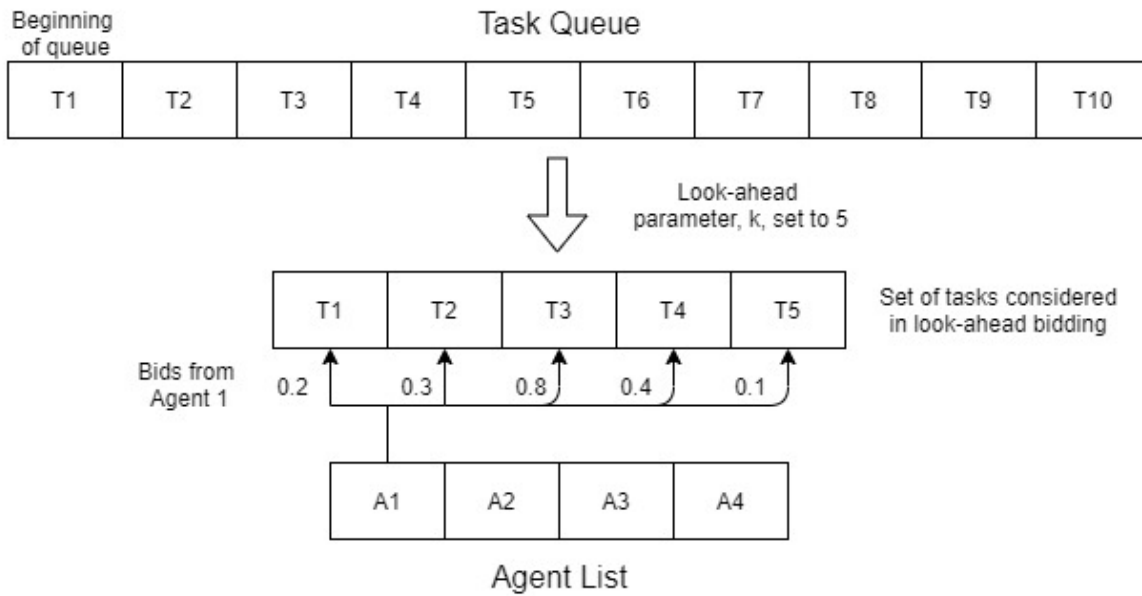 Beginning
of queue
Task Queue
T1 T2 T3 T4 T5 T6 T7 T8 T9 T10
Look-ahead
parameter, k, set to 5
T1 T2 T3 T4 T5
Set of tasks considered
in look-ahead bidding
Bids from
Agent 1
0.2 0.3 0.8 0.4 0.1
A1 A2 A3 A4
Agent List